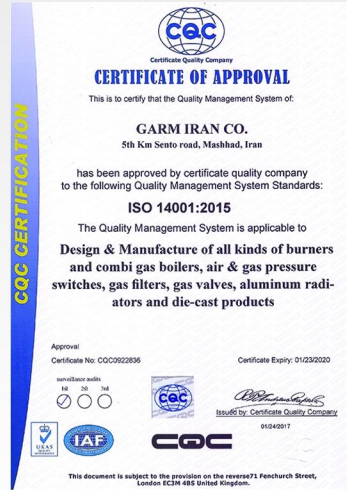 CQC
Certificate Quality Company
CERTIFICATE OF APPROVAL
This is to certify that the Quality Management System of:
GARM IRAN CO.
5th Km Sento road, Mashhad, Iran
has been approved by certificate quality company
to the following Quality Management System Standards:
ISO 14001:2015
The Quality Management System is applicable to
Design & Manufacture of all kinds of burners
and combi gas boilers, air & gas pressure
switches, gas filters, gas valves, aluminum radi-
ators and die-cast products
CQC CERTIFICATION
Approval
Certificate No: CQC0922836
Certificate Expiry: 01/23/2020
surveillance audits
1st 2st 3rd
CQC
Issued by: Certificate Quality Company
01/24/2017
UKAS
IAF
CQC
This document is subject to the provision on the reverse71 Fenchurch Street,
London EC3M 4BS United Kingdom.